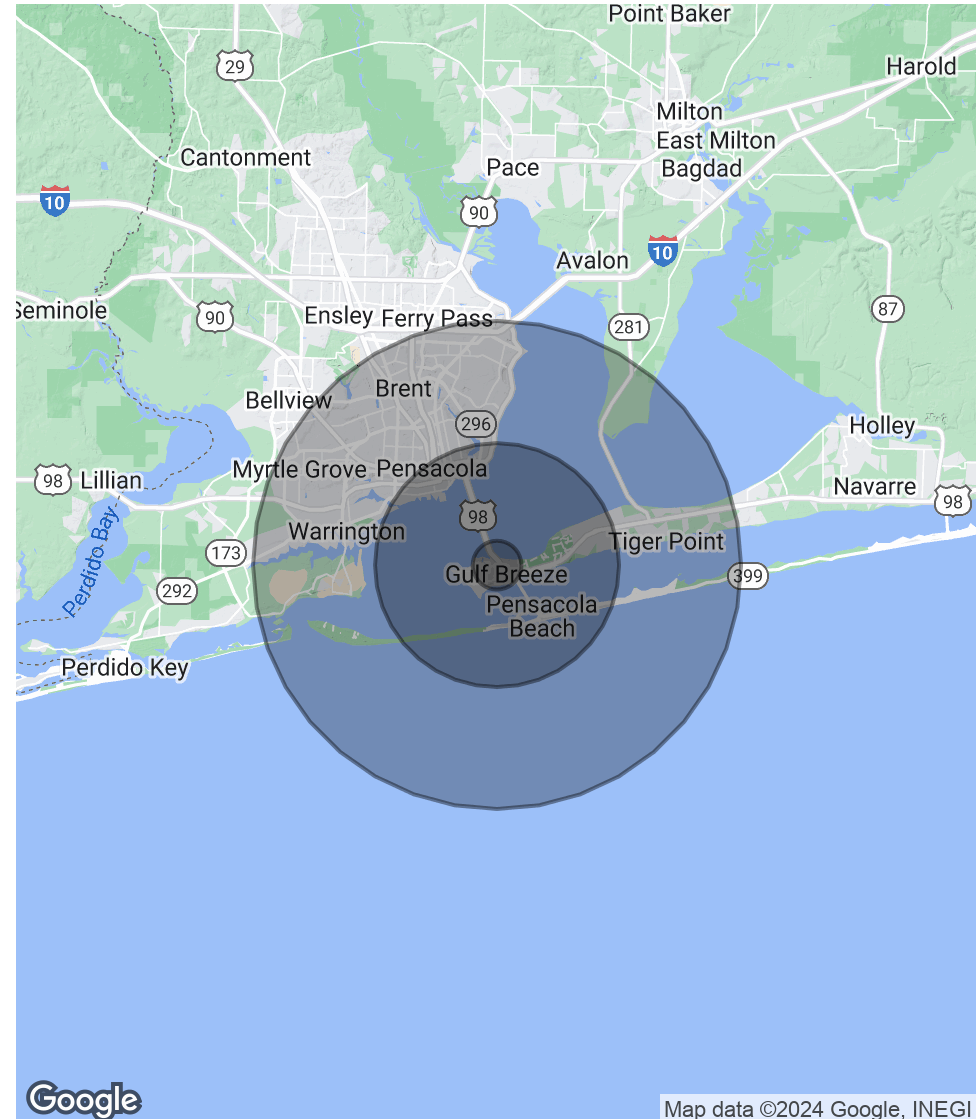 Point Baker
29
Harold
Milton
East Milton
Bagdad
Cantonment
Pace
10
90
10
Avalon
Seminole
90
Ensley
Ferry Pass
87
281
Brent
Bellview
296
Holley
Myrtle Grove
Pensacola
98
Lillian
Navarre
98
98
Warrington
Tiger Point
173
Perdido Bay
Gulf Breeze
399
292
Pensacola
Beach
Perdido Key
Google
Map data ©2024 Google, INEGI